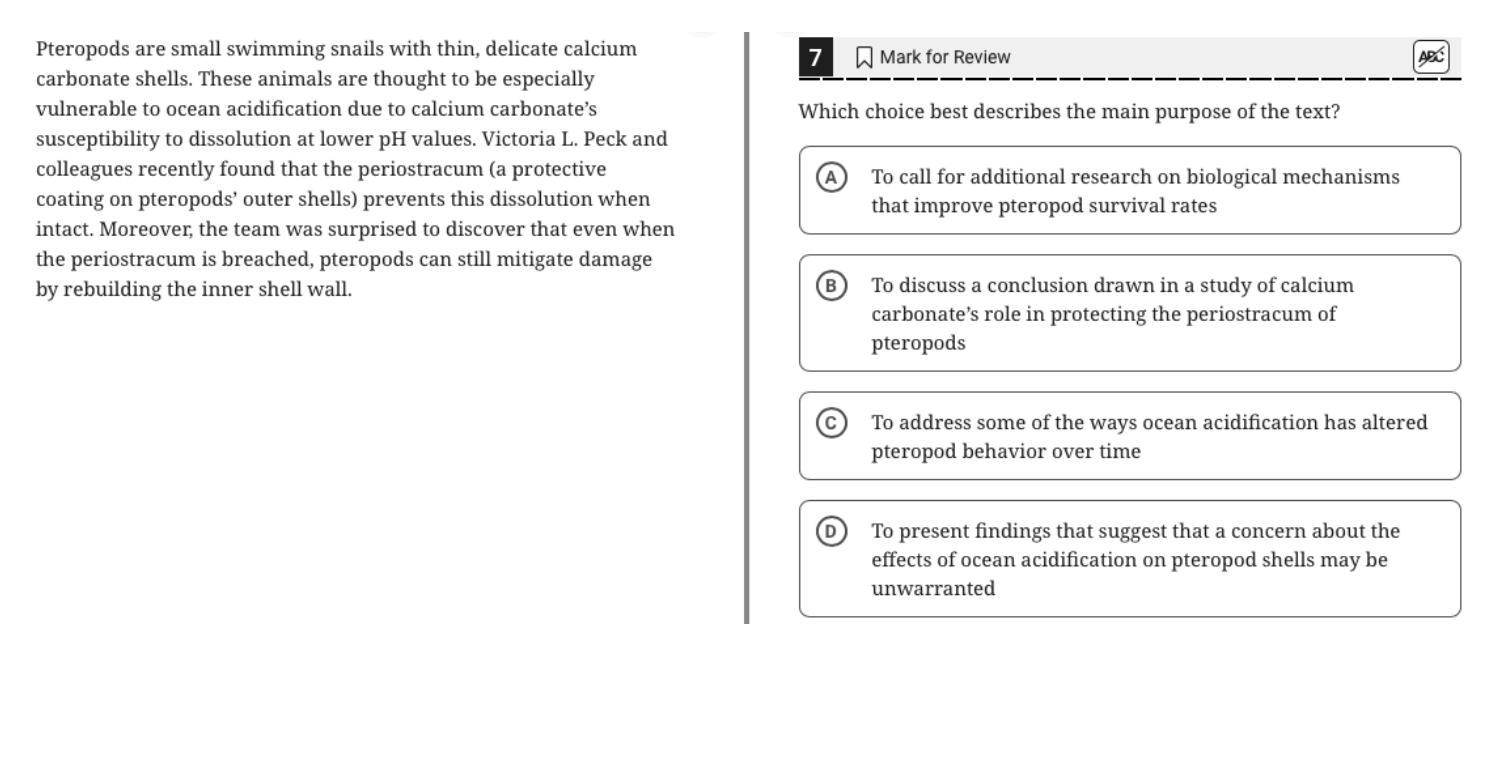 Pteropods are small swimming snails with thin, delicate calcium
carbonate shells. These animals are thought to be especially
vulnerable to ocean acidification due to calcium carbonate’s
susceptibility to dissolution at lower pH values. Victoria L. Peck and
colleagues recently found that the periostracum (a protective
coating on pteropods’ outer shells) prevents this dissolution when
intact. Moreover, the team was surprised to discover that even when
the periostracum is breached, pteropods can still mitigate damage
by rebuilding the inner shell wall.
7 Mark for Review ABC
Which choice best describes the main purpose of the text?
A To call for additional research on biological mechanisms
that improve pteropod survival rates
B To discuss a conclusion drawn in a study of calcium
carbonate’s role in protecting the periostracum of
pteropods
C To address some of the ways ocean acidification has altered
pteropod behavior over time
D To present findings that suggest that a concern about the
effects of ocean acidification on pteropod shells may be
unwarranted